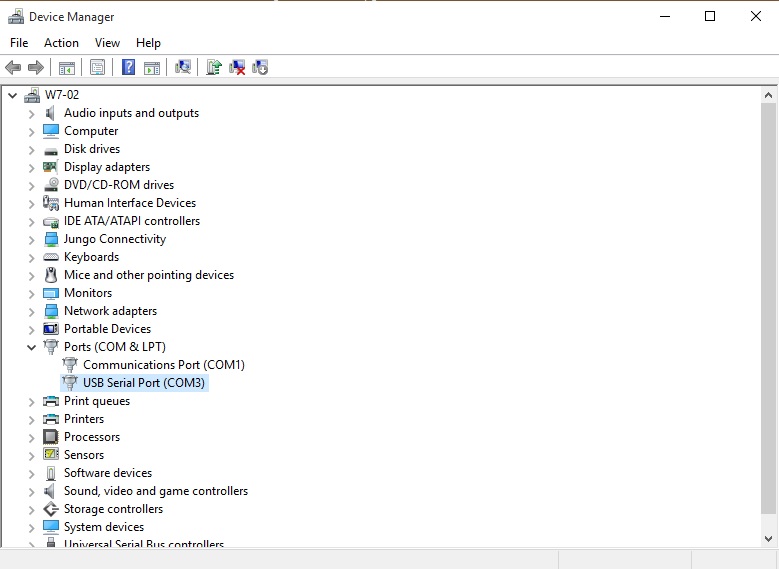 Device Manager
File Action View Help
W7-02
Audio inputs and outputs
Computer
Disk drives
Display adapters
DVD/CD-ROM drives
Human Interface Devices
IDE ATA/ATAPI controllers
Jungo Connectivity
Keyboards
Mice and other pointing devices
Monitors
Network adapters
Portable Devices
Ports (COM & LPT)
Communications Port (COM1)
USB Serial Port (COM3)
Print queues
Printers
Processors
Sensors
Software devices
Sound, video and game controllers
Storage controllers
System devices
Universal Serial Bus controllers